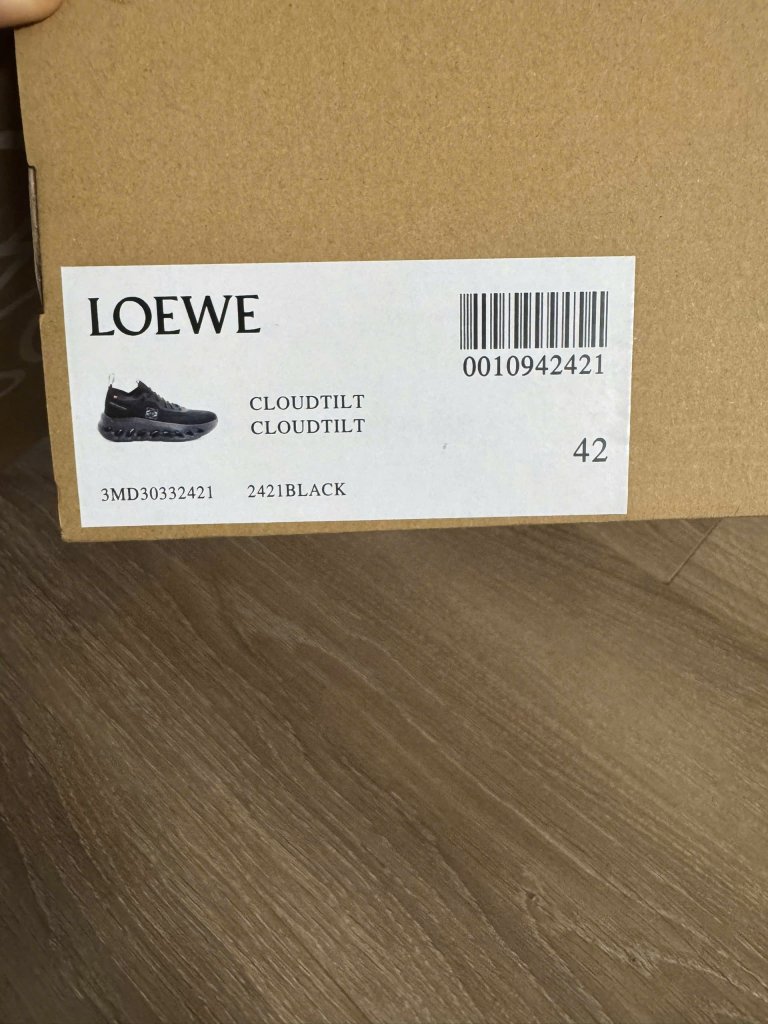 LOEWE
0010942421
CLOUDTILT
CLOUDTILT
42
3MD30332421 2421BLACK